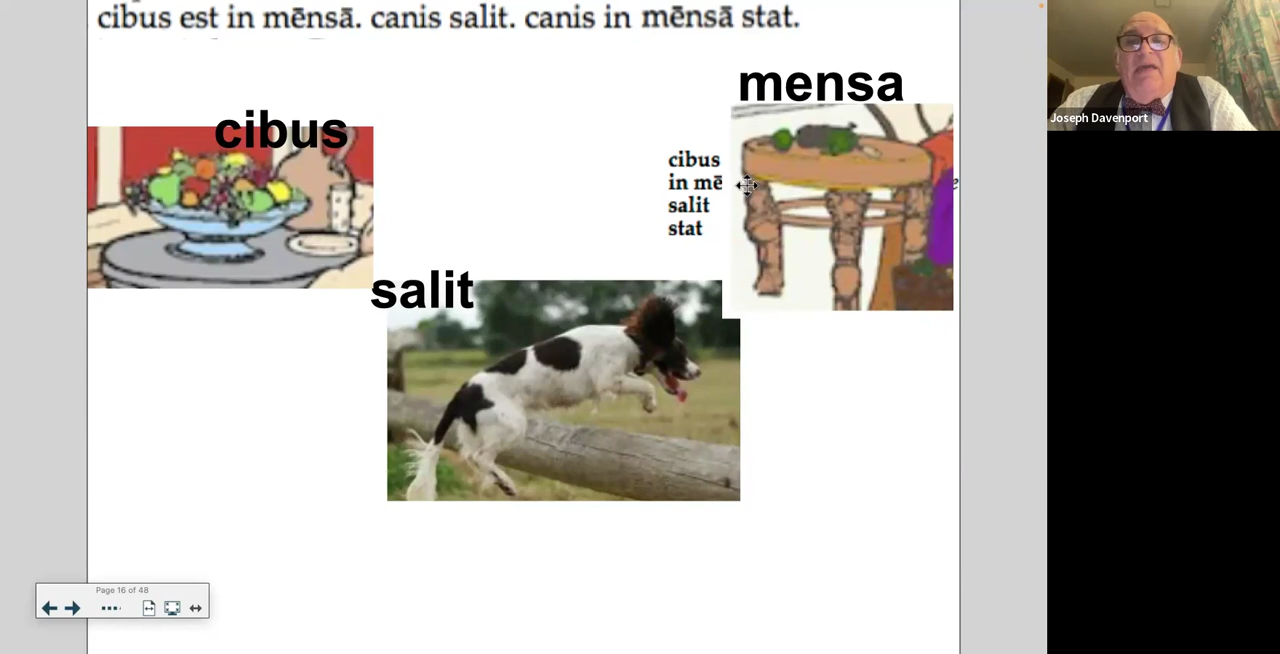 cibus est in mēnsā. canis salit. canis in mēnsā stat.
mensa
cibus
cibus
in mē
salit
stat
salit
Joseph Davenport
Page 16 of 48